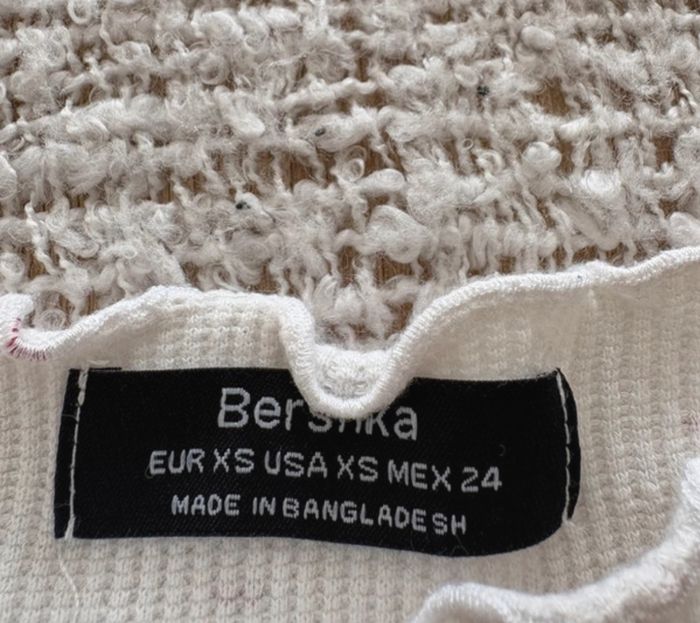 Bershka
EUR XS USA XS MEX 24
MADE IN BANGLADESH